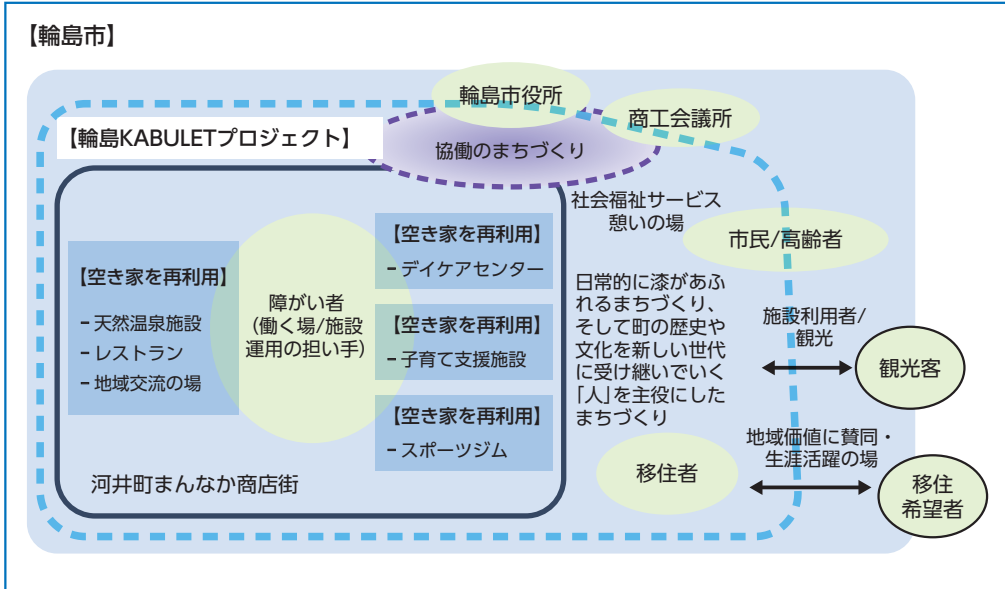 【輪島市】
輪島市役所
商工会議所
【輪島KABULETプロジェクト】
協働のまちづくり
社会福祉サービス
憩いの場
市民/高齢者
【空き家を再利用】
－天然温泉施設
－レストラン
－地域交流の場
障がい者
(働く場/施設
運用の担い手)
【空き家を再利用】
－デイケアセンター
【空き家を再利用】
－子育て支援施設
【空き家を再利用】
－スポーツジム
河井町まんなか商店街
日常的に漆があふ
れるまちづくり、
そして町の歴史や
文化を新しい世代
に受け継いでいく
「人」を主役にした
まちづくり
施設利用者/
観光
観光客
移住者
地域価値に賛同・
生涯活躍の場
移住
希望者